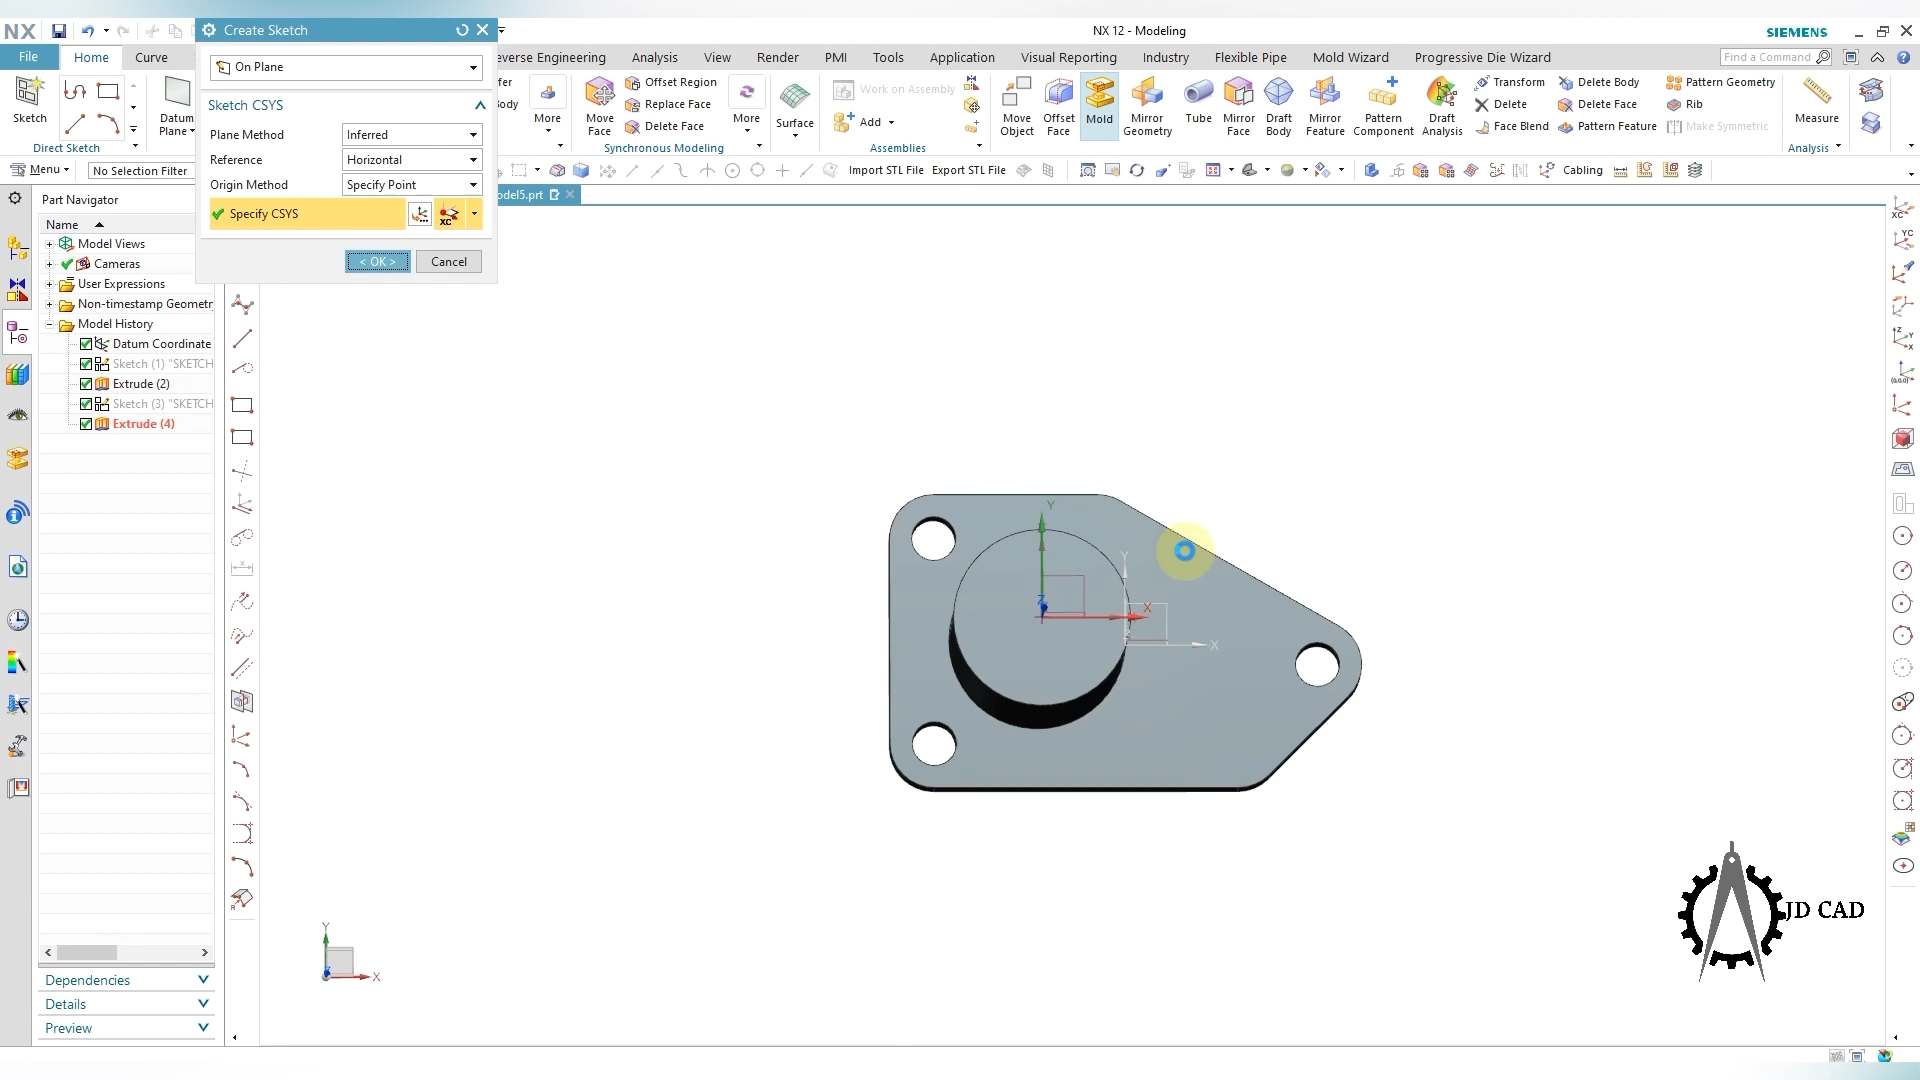 NX
Create Sketch
NX 12 - Modeling
SIEMENS
File
Home
Curve
everse Engineering
Analysis
View
Render
PMI
Tools
Application
Visual Reporting
Industry
Flexible Pipe
Mold Wizard
Progressive Die Wizard
Find a Command
On Plane
Sketch CSYS
Plane Method
Inferred
Reference
Horizontal
Origin Method
Specify Point
Specify CSYS
XC
< OK >
Cancel
Sketch
Datum
Plane
Direct Sketch
fer
ody
More
Move
Face
Offset Region
Replace Face
Delete Face
More
Synchronous Modeling
Surface
Work on Assembly
Add
Assemblies
Move
Object
Offset
Face
Mold
Mirror
Geometry
Tube
Mirror
Face
Draft
Body
Mirror
Feature
Pattern
Component
Draft
Analysis
Transform
Delete
Face Blend
Delete Body
Delete Face
Pattern Feature
Pattern Geometry
Rib
Make Symmetric
Measure
Analysis
Menu
No Selection Filter
Import STL File
Export STL File
Cabling
Part Navigator
odel5.prt
Name
Model Views
Cameras
User Expressions
Non-timestamp Geometr
Model History
Datum Coordinate
Sketch (1) "SKETCH
Extrude (2)
Sketch (3) "SKETCH
Extrude (4)
Dependencies
Details
Preview
Y
Y
Z
X
X
Y
X
XC
YC
JD CAD